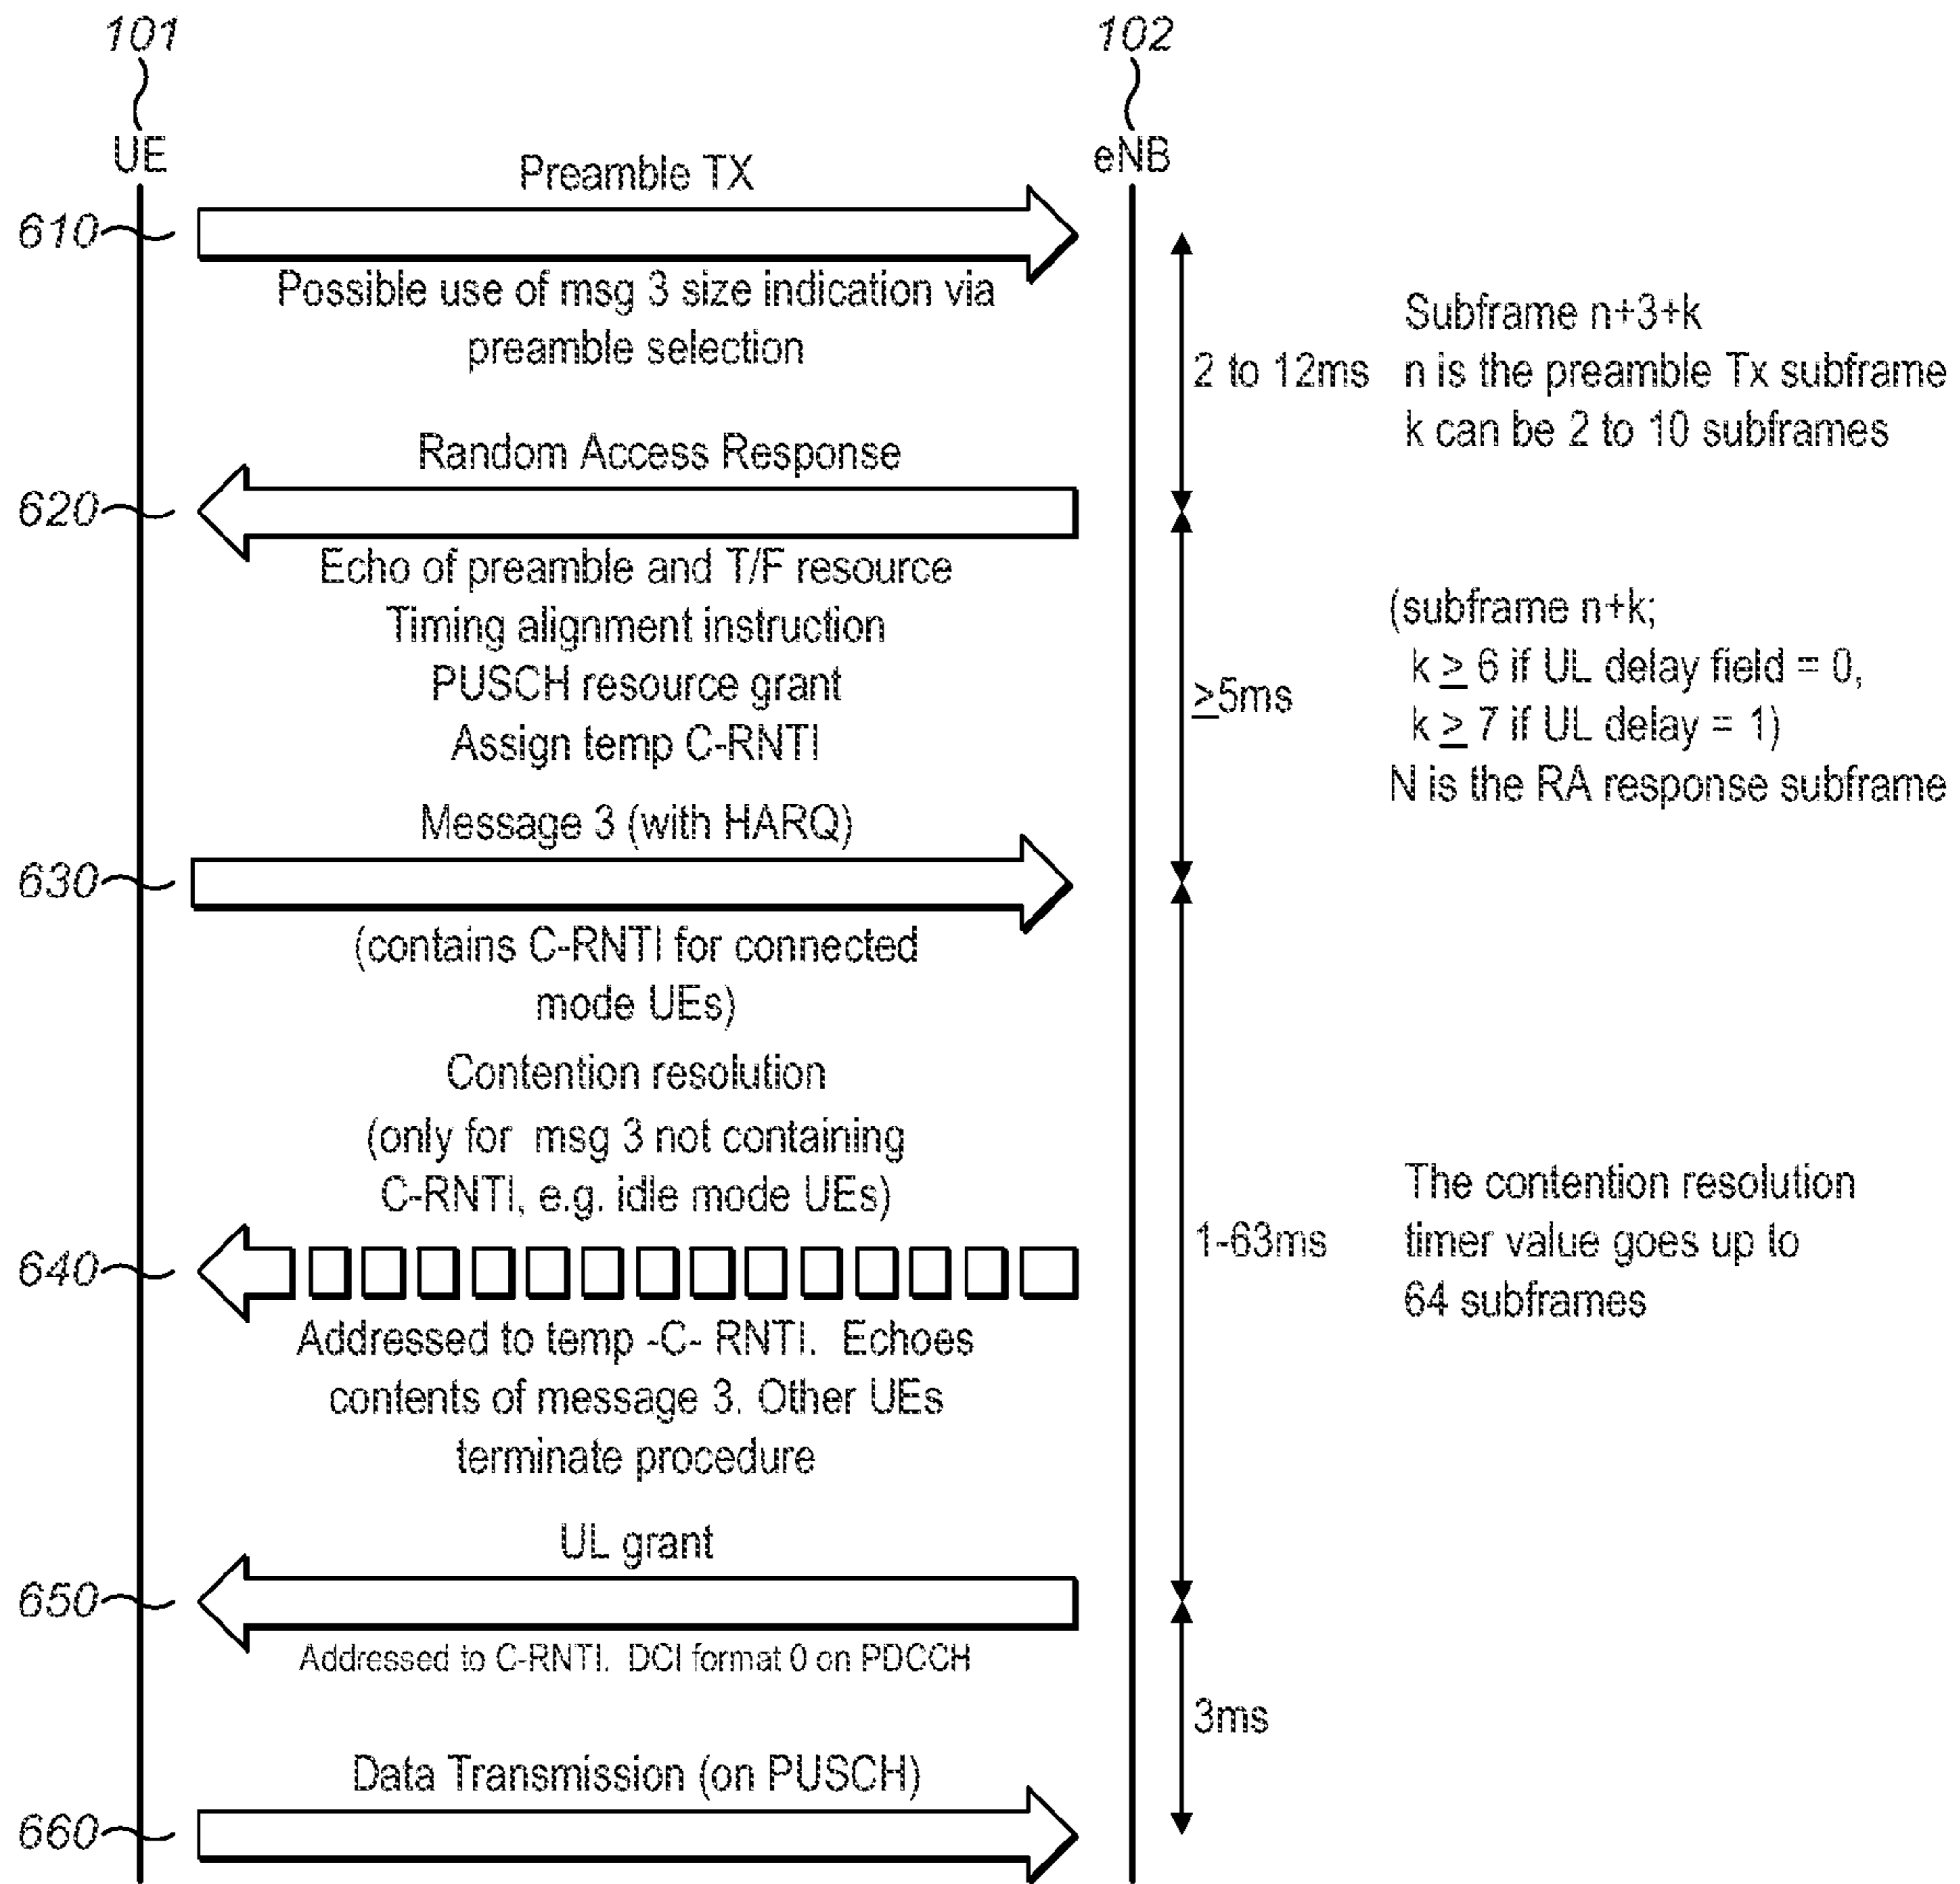 101
102
UE
eNB
Preamble TX
610
Possible use of msg 3 size indication via
preamble selection
2 to 12ms
Subframe n+3+k
n is the preamble Tx subframe
k can be 2 to 10 subframes
Random Access Response
620
Echo of preamble and T/F resource
Timing alignment instruction
PUSCH resource grant
Assign temp C-RNTI
≥5ms
(subframe n+k;
k ≥ 6 if UL delay field = 0,
k ≥ 7 if UL delay = 1)
N is the RA response subframe
Message 3 (with HARQ)
630
(contains C-RNTI for connected
mode UEs)
Contention resolution
(only for msg 3 not containing
C-RNTI, e.g. idle mode UEs)
640
1-63ms
The contention resolution
timer value goes up to
64 subframes
Addressed to temp -C- RNTI. Echoes
contents of message 3. Other UEs
terminate procedure
UL grant
650
Addressed to C-RNTI. DCI format 0 on PDCCH
3ms
Data Transmission (on PUSCH)
660